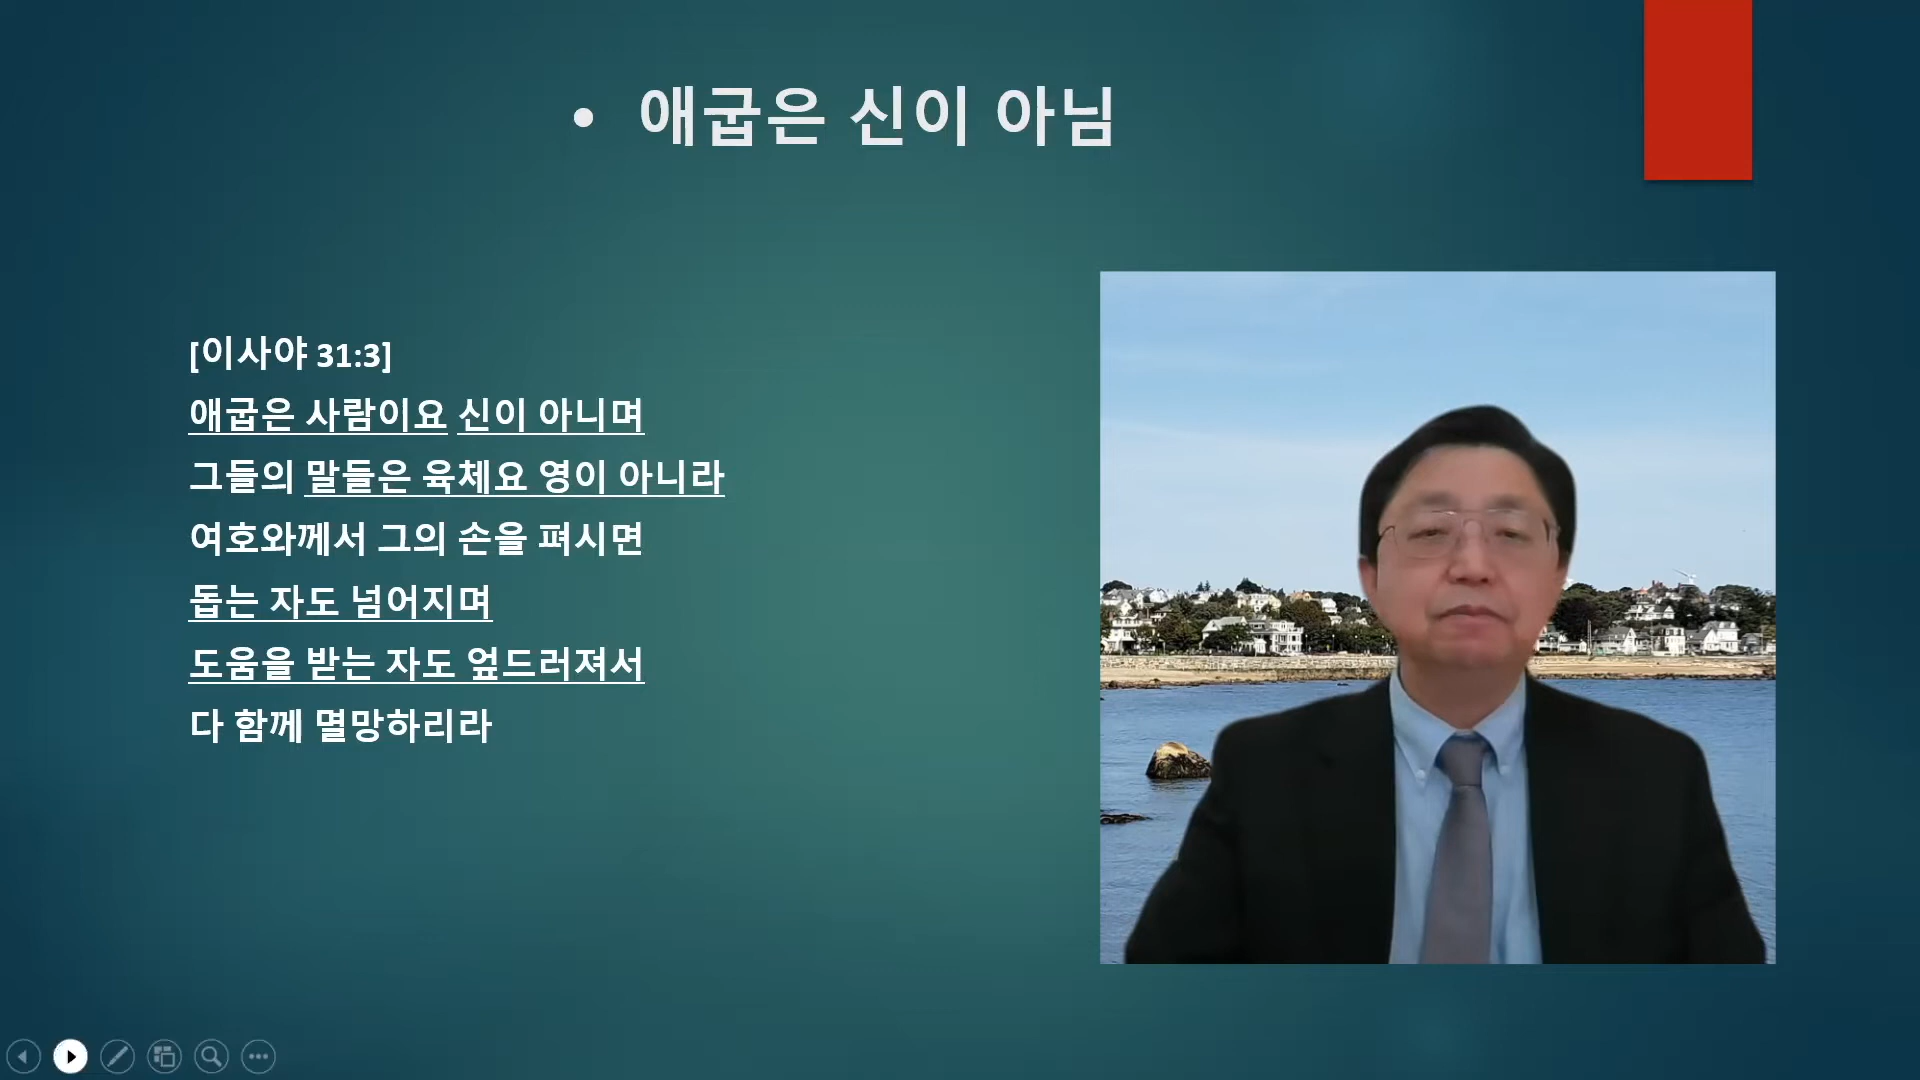 • 애굽은 신이 아님
[이사야 31:3]
애굽은 사람이요 신이 아니며
그들의 말들은 육체요 영이 아니라
여호와께서 그의 손을 펴시면
돕는 자도 넘어지며
도움을 받는 자도 엎드러져서
다 함께 멸망하리라